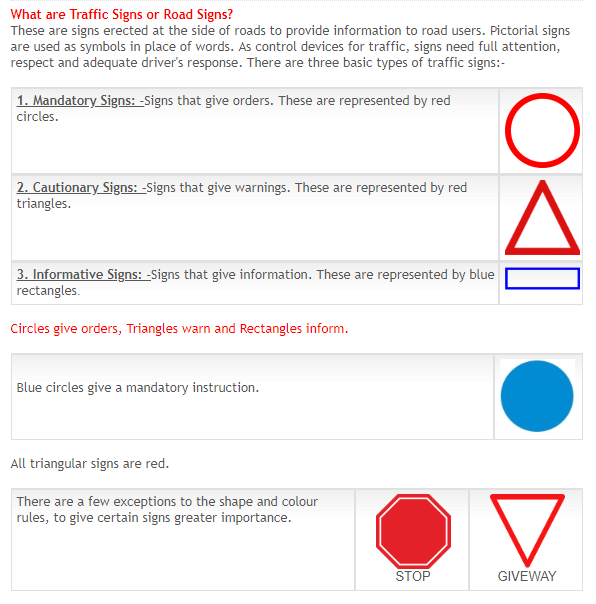 What are Traffic Signs or Road Signs?
These are signs erected at the side of roads to provide information to road users. Pictorial signs
are used as symbols in place of words. As control devices for traffic, signs need full attention,
respect and adequate driver's response. There are three basic types of traffic signs:-
1. Mandatory Signs: -Signs that give orders. These are represented by red
circles.
2. Cautionary Signs: -Signs that give warnings. These are represented by red
triangles.
3. Informative Signs: -Signs that give information. These are represented by blue
rectangles.
Circles give orders, Triangles warn and Rectangles inform.
Blue circles give a mandatory instruction.
All triangular signs are red.
There are a few exceptions to the shape and colour
rules, to give certain signs greater importance.
STOP
GIVEWAY